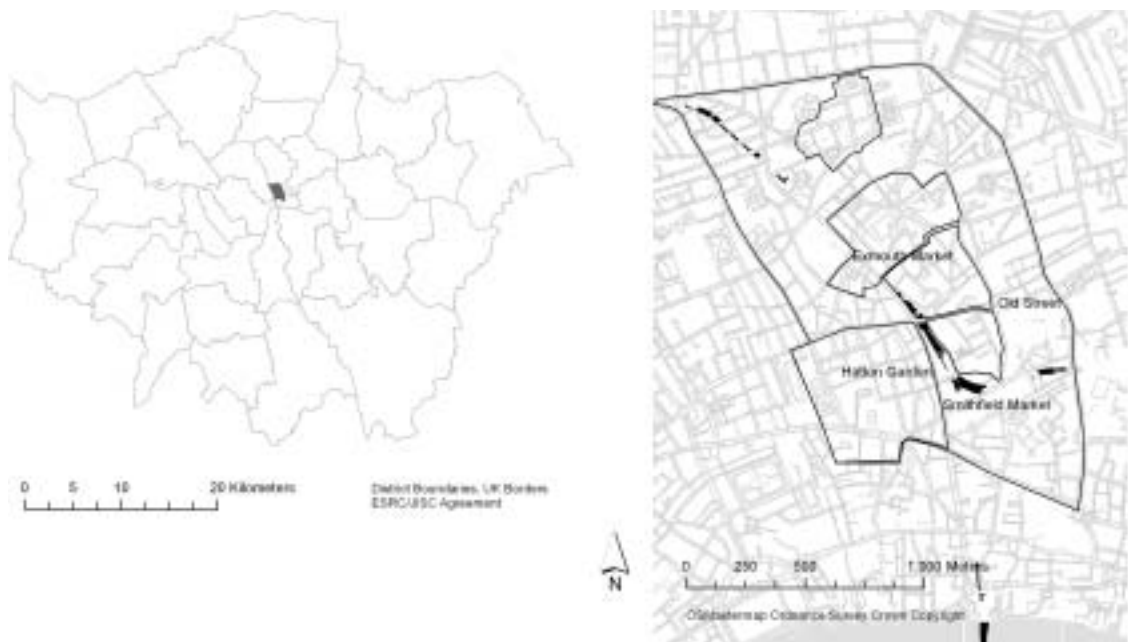 0 5 10 20 Kilometers
District Boundaries, UK Borders
ESRC/JISC Agreement
N
Exmouth Market
Old Street
Hatton Garden
Smithfield Market
0 250 500 1 000 Meters
Ordnance Survey Crown Copyright